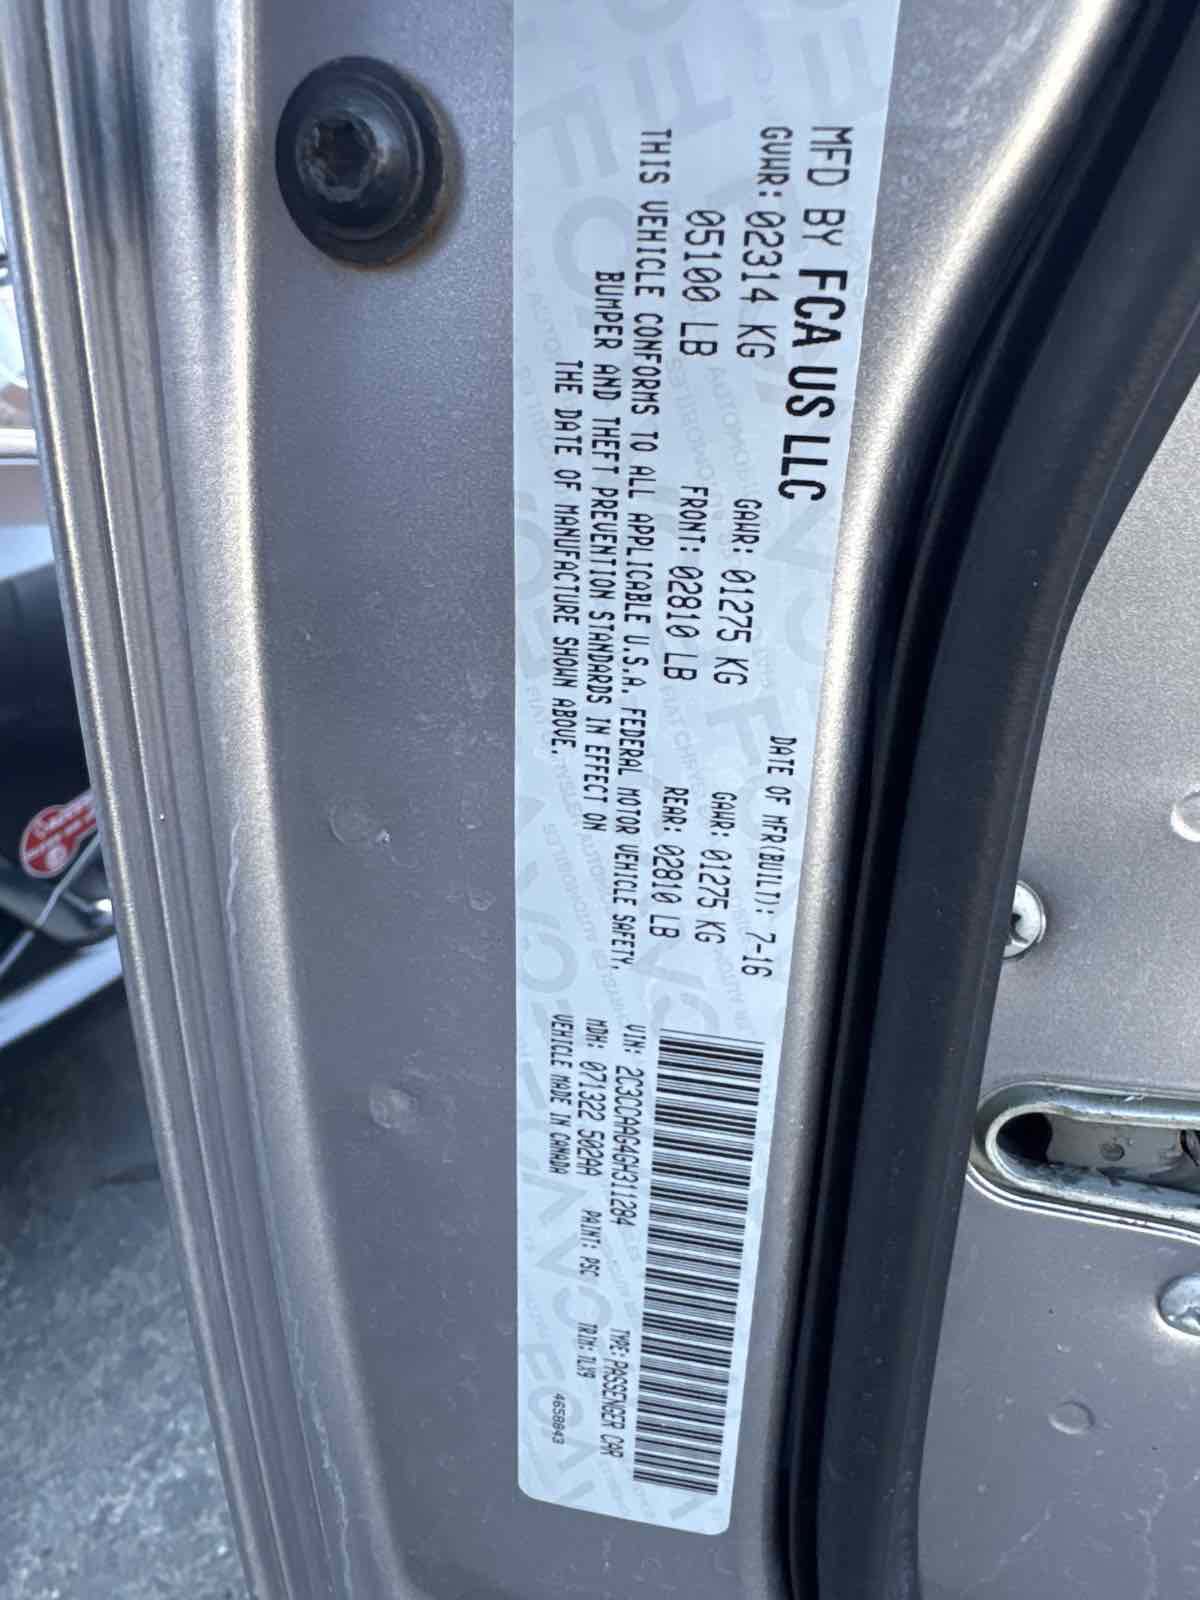 MFD BY FCA US LLC
DATE OF MFR(BUILT): 7-16
GVWR: 02314 KG GAWR: 01275 KG GAWR: 01275 KG
05100 LB FRONT: 02810 LB REAR: 02810 LB
THIS VEHICLE CONFORMS TO ALL APPLICABLE U.S.A. FEDERAL MOTOR VEHICLE SAFETY,
BUMPER AND THEFT PREVENTION STANDARDS IN EFFECT ON
THE DATE OF MANUFACTURE SHOWN ABOVE.
VIN: 2C3CCAAG4GH311284 TYPE: PASSENGER CAR
MDH: 071322 502AA PAINT: PSC TRIM: TLX9
VEHICLE MADE IN CANADA 4658843